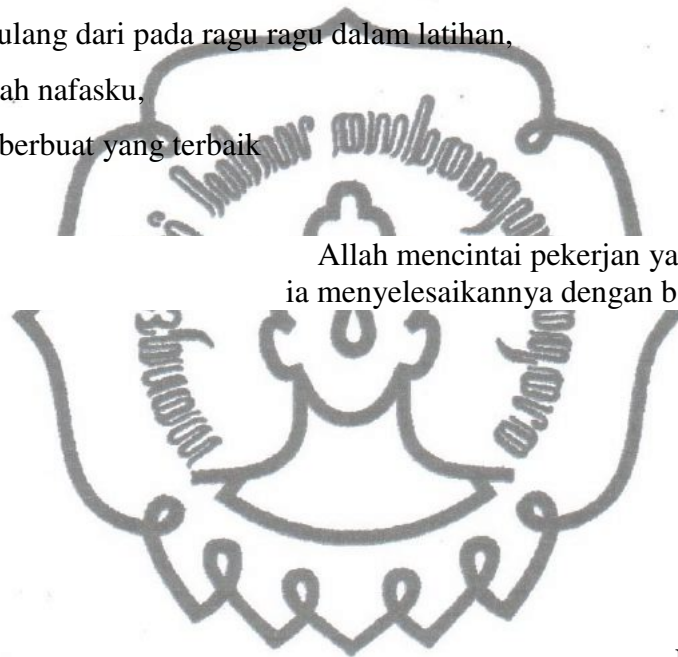 ulang dari pada ragu ragu dalam latihan,
ah nafasku,
berbuat yang terbaik
Allah mencintai pekerjan ya
ia menyelesaikannya dengan b